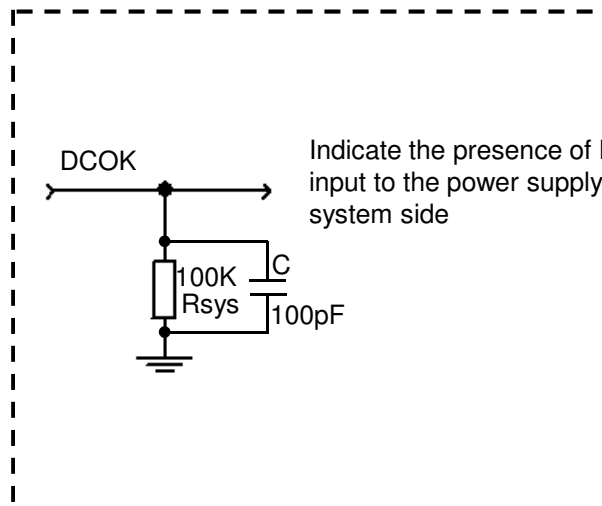 DCOK
Indicate the presence of
input to the power supply
system side
100K
Rsys
C
100pF